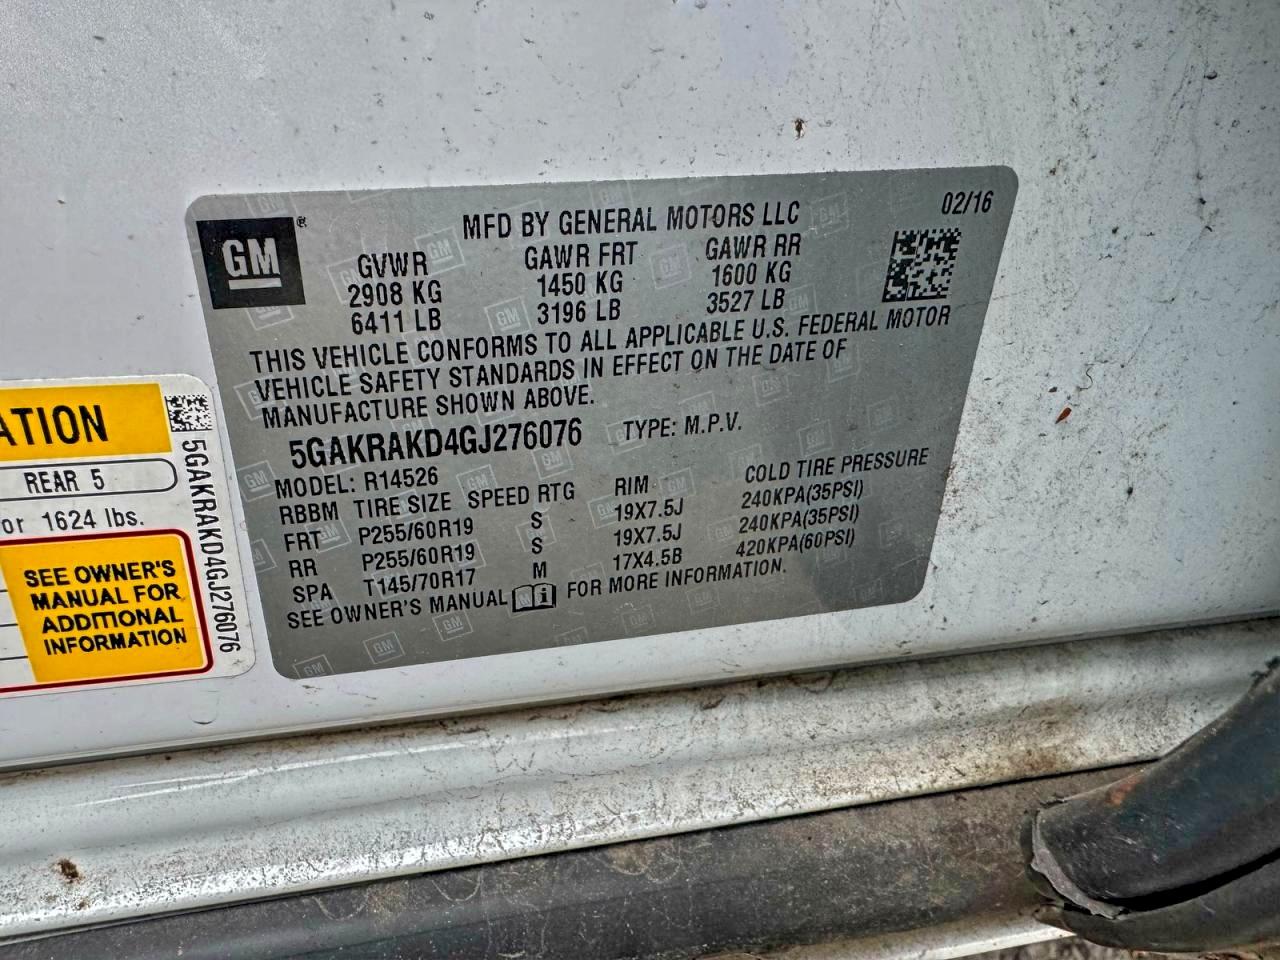 GM ®
MFD BY GENERAL MOTORS LLC
02/16
GVWR GAWR FRT GAWR RR
2908 KG 1450 KG 1600 KG
6411 LB 3196 LB 3527 LB
THIS VEHICLE CONFORMS TO ALL APPLICABLE U.S. FEDERAL MOTOR
VEHICLE SAFETY STANDARDS IN EFFECT ON THE DATE OF
MANUFACTURE SHOWN ABOVE.
5GAKRAKD4GJ276076 TYPE: M.P.V.
MODEL: R14526
RBBM TIRE SIZE SPEED RTG RIM COLD TIRE PRESSURE
FRT P255/60R19 S 19X7.5J 240KPA(35PSI)
RR P255/60R19 S 19X7.5J 240KPA(35PSI)
SPA T145/70R17 M 17X4.5B 420KPA(60PSI)
SEE OWNER'S MANUAL i FOR MORE INFORMATION.
ATION
REAR 5
or 1624 lbs.
SEE OWNER'S
MANUAL FOR
ADDITIONAL
INFORMATION
5GAKRAKD4GJ276076